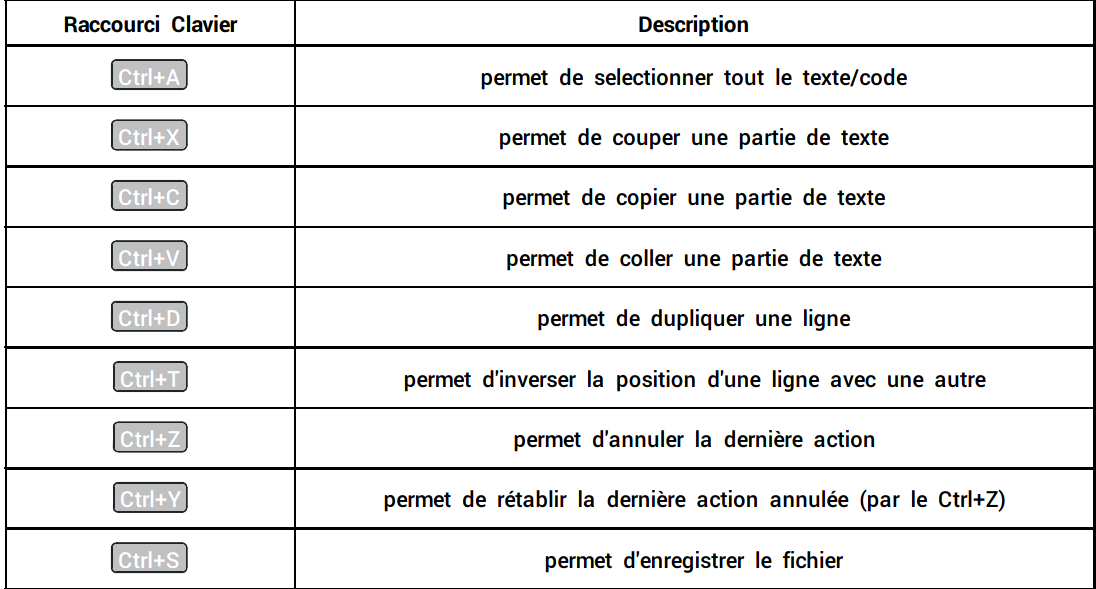 Raccourci Clavier Description
Ctrl+A permet de selectionner tout le texte/code
Ctrl+X permet de couper une partie de texte
Ctrl+C permet de copier une partie de texte
Ctrl+V permet de coller une partie de texte
Ctrl+D permet de dupliquer une ligne
Ctrl+T permet d'inverser la position d'une ligne avec une autre
Ctrl+Z permet d'annuler la dernière action
Ctrl+Y permet de rétablir la dernière action annulée (par le Ctrl+Z)
Ctrl+S permet d'enregistrer le fichier